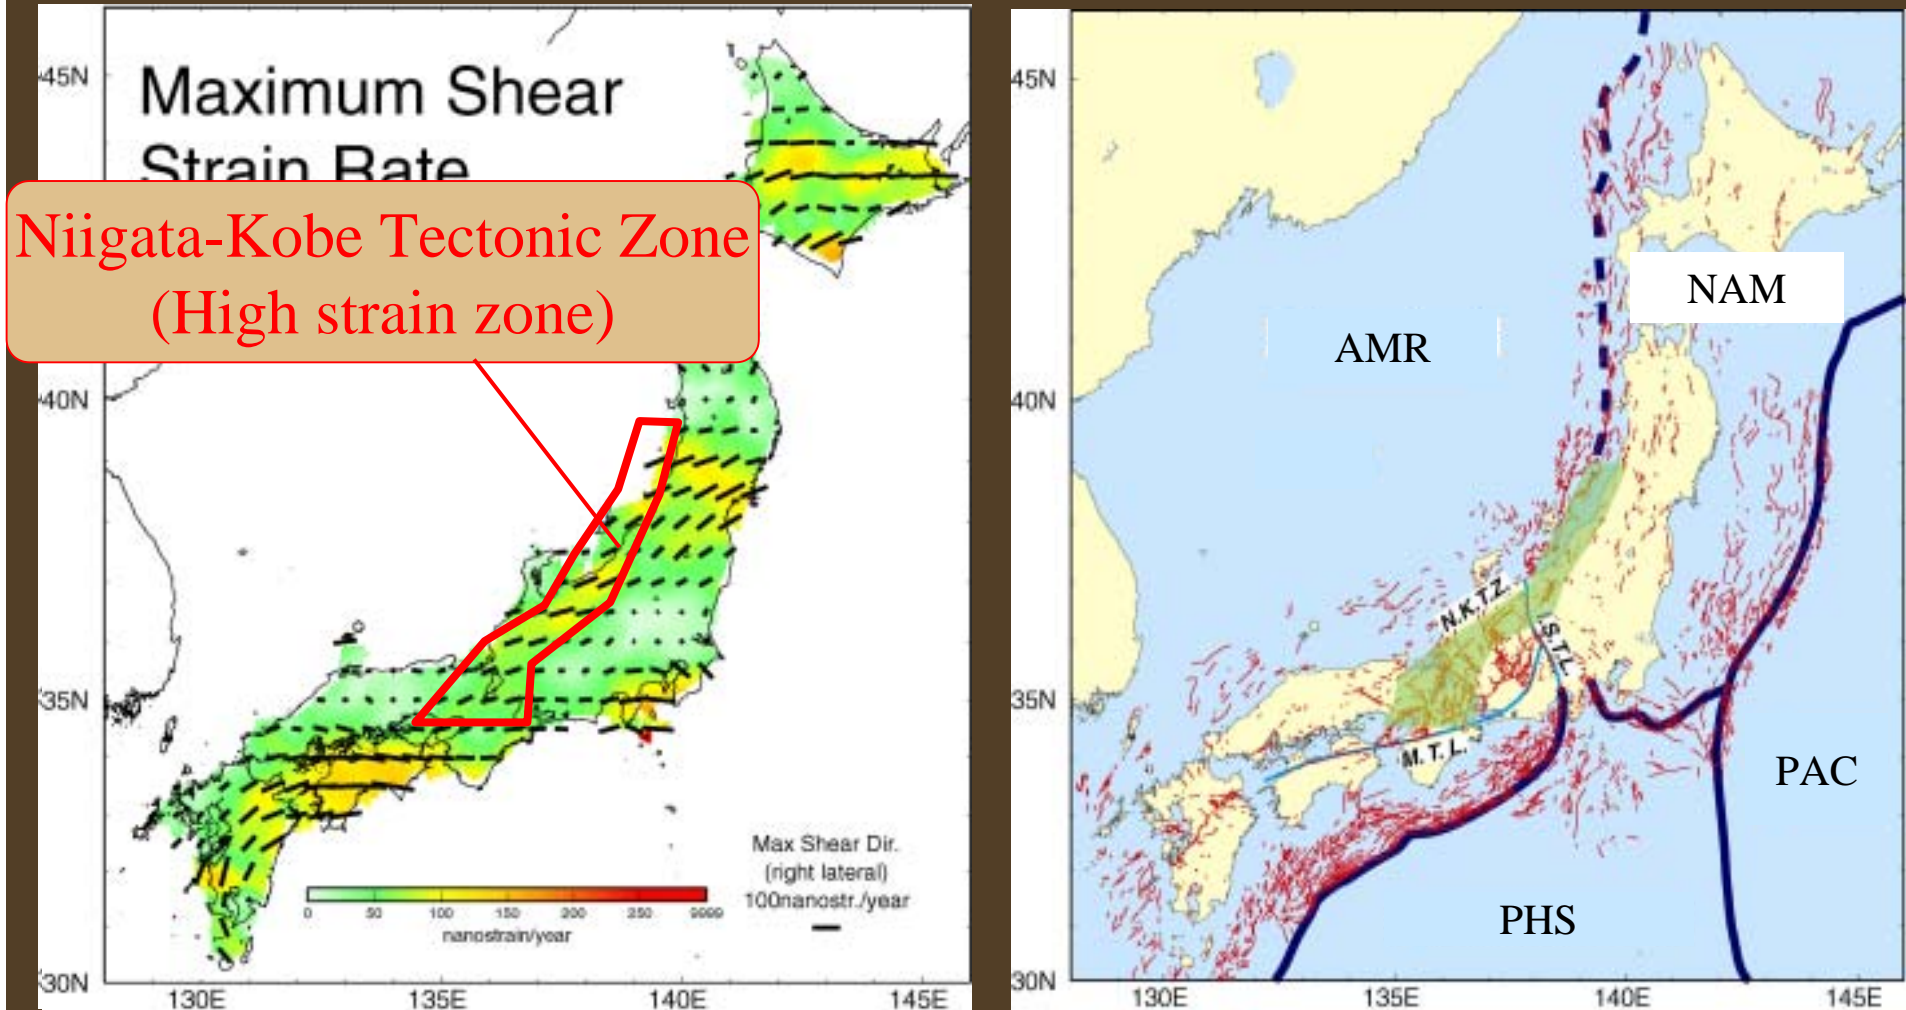 Maximum Shear
Strain Rate
Niigata-Kobe Tectonic Zone
(High strain zone)
45N
40N
35N
30N
130E
135E
140E
145E
0
50
100
150
200
250
9999
nanostrain/year
Max Shear Dir.
(right lateral)
100nanostr./year
45N
40N
35N
30N
130E
135E
140E
145E
AMR
NAM
PAC
PHS
N.K.T.Z.
I.S.T.L.
M.T.L.